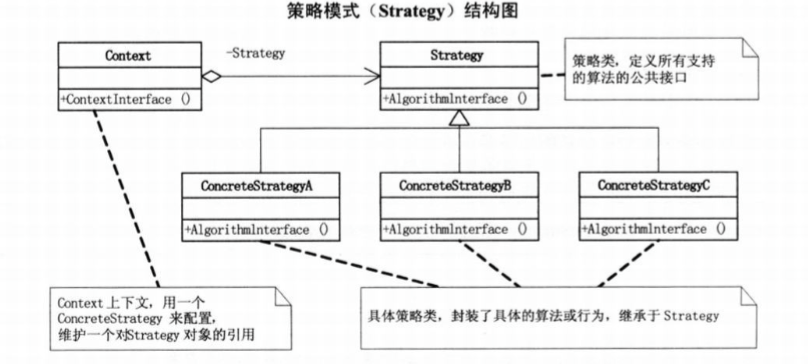 策略模式（Strategy）结构图
Context
-Strategy
Strategy
策略类，定义所有支持
的算法的公共接口
+ContextInterface ()
+AlgorithmInterface ()
ConcreteStrategyA
ConcreteStrategyB
ConcreteStrategyC
+AlgorithmInterface ()
+AlgorithmInterface ()
+AlgorithmInterface ()
Context 上下文，用一个
ConcreteStrategy 来配置，
维护一个对Strategy 对象的引用
具体策略类，封装了具体的算法或行为，继承于 Strategy